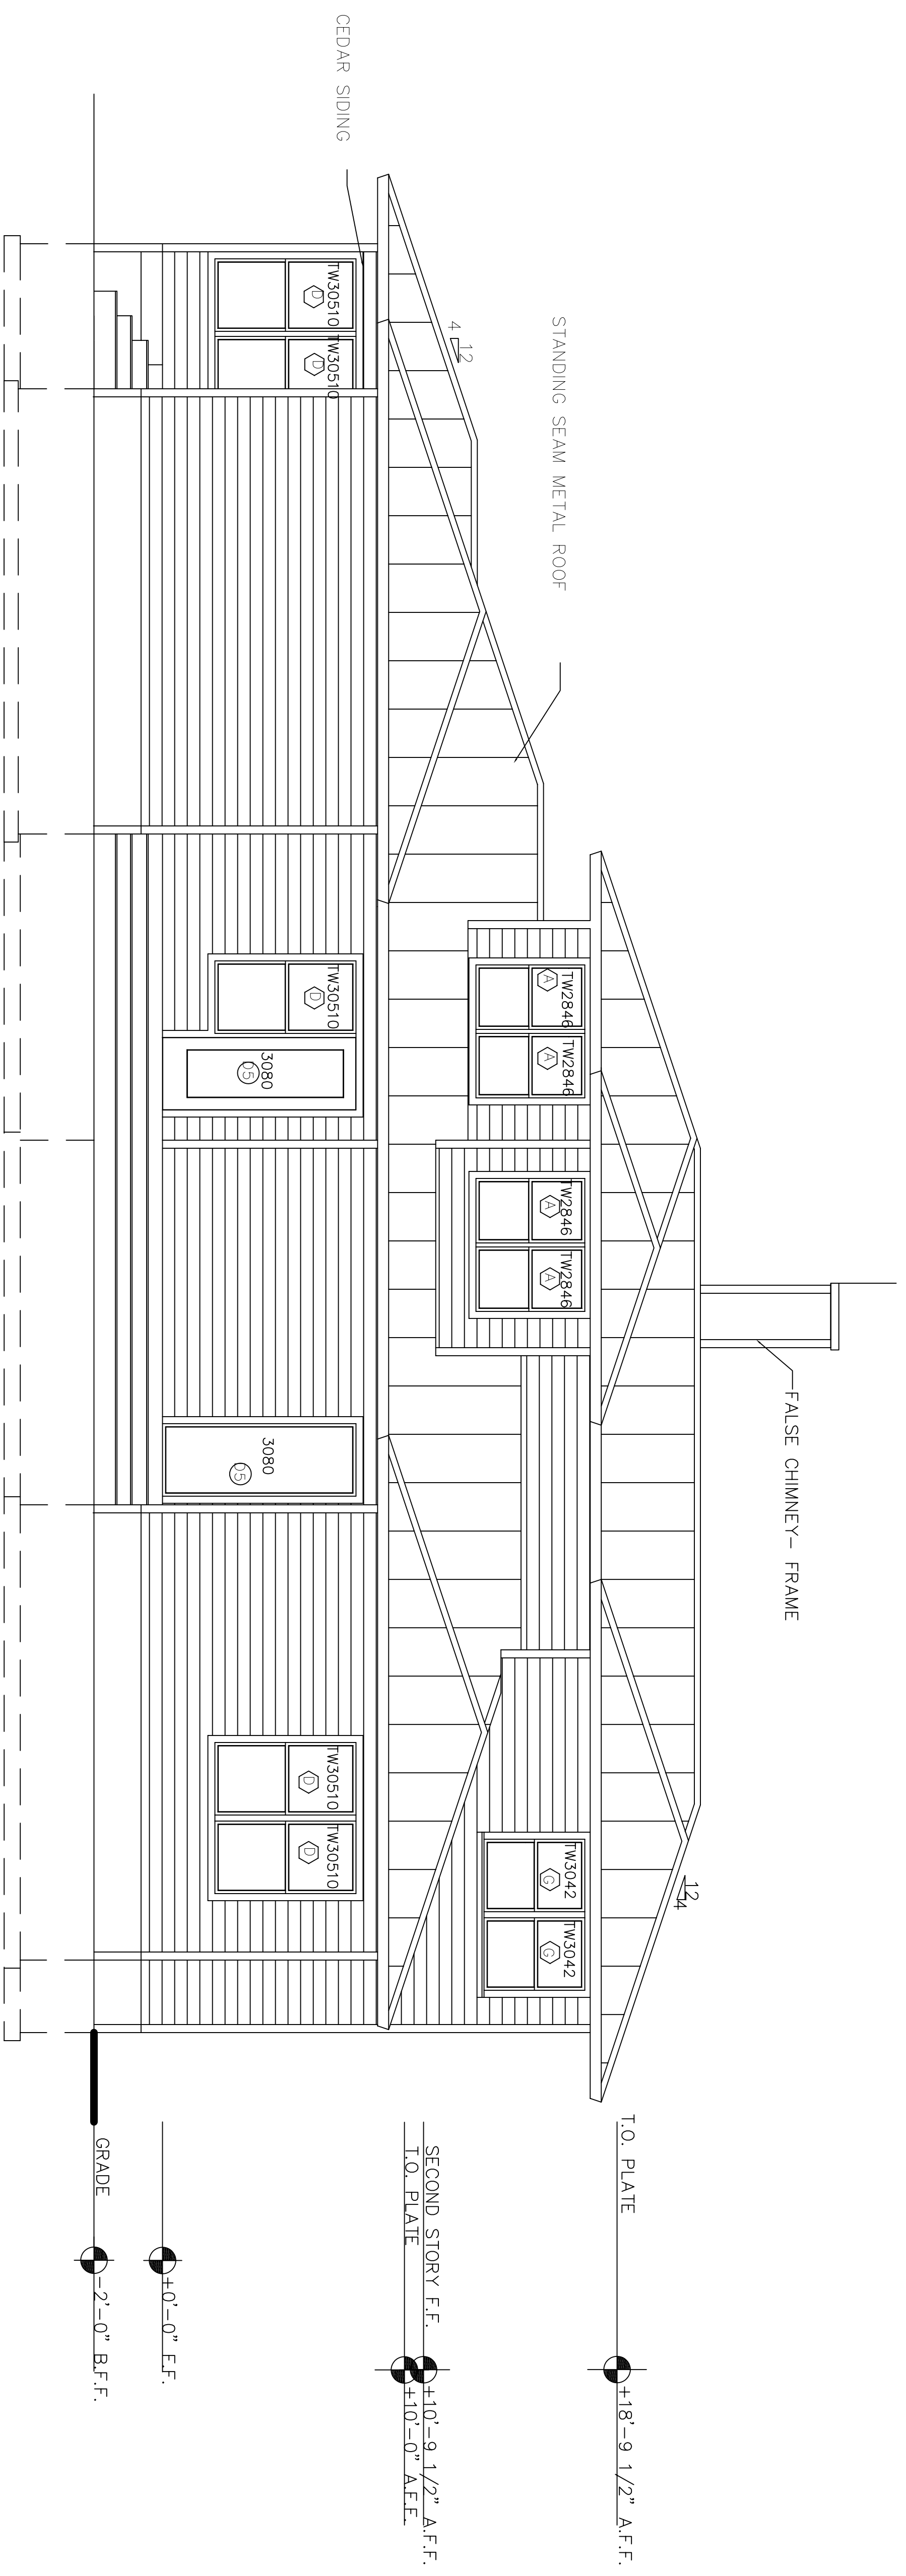 FALSE CHIMNEY- FRAME
12
4
STANDING SEAM METAL ROOF
12
4
CEDAR SIDING
TW2846
A
TW2846
A
TW2846
A
TW2846
A
TW3042
G
TW3042
G
TW30510
D
TW30510
D
TW30510
D
3080
D5
3080
D5
TW30510
D
TW30510
D
T.O. PLATE
+18'-9 1/2" A.F.F.
SECOND STORY F.F.
+10'-9 1/2" A.F.F.
T.O. PLATE
+10'-0" A.F.F.
+0'-0" F.F.
GRADE
-2'-0" B.F.F.